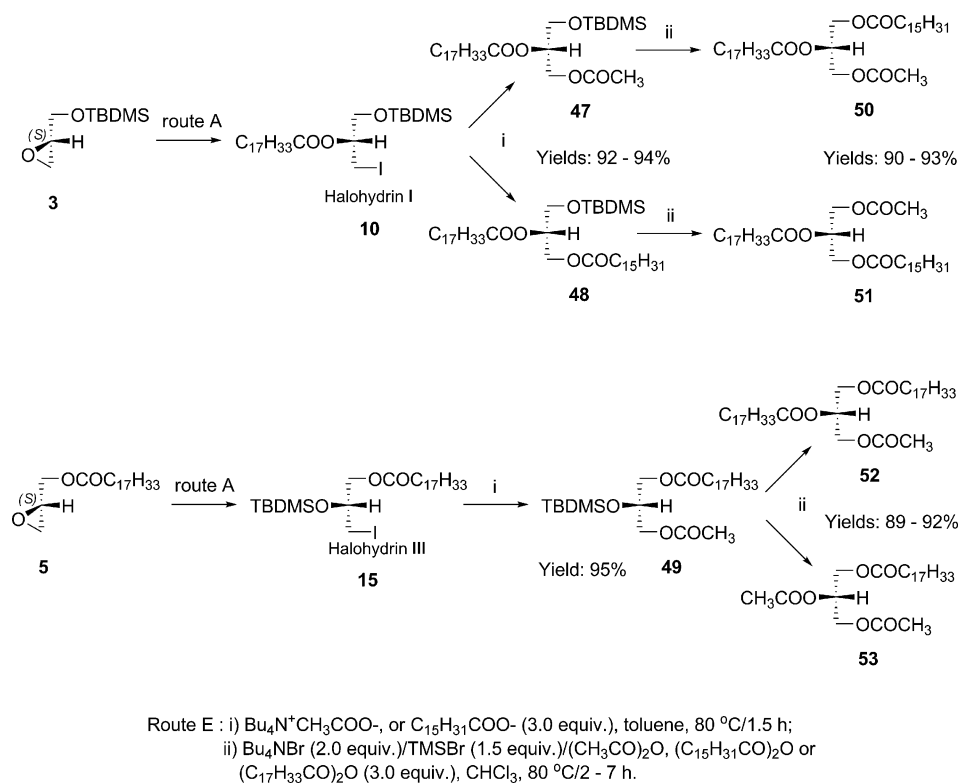 OTBDMS
(S)
H
O
3
route A
OTBDMS
C₁₇H₃₃COO
H
I
Halohydrin I
10
i
OTBDMS
C₁₇H₃₃COO
H
OCOCH₃
47
Yields: 92 - 94%
OTBDMS
C₁₇H₃₃COO
H
OCOC₁₅H₃₁
48
ii
ii
OCOC₁₅H₃₁
C₁₇H₃₃COO
H
OCOCH₃
50
Yields: 90 - 93%
OCOCH₃
C₁₇H₃₃COO
H
OCOC₁₅H₃₁
51
OCOC₁₇H₃₃
(S)
H
O
5
route A
OCOC₁₇H₃₃
TBDMSO
H
I
Halohydrin III
15
i
OCOC₁₇H₃₃
TBDMSO
H
OCOCH₃
Yield: 95%
49
ii
OCOC₁₇H₃₃
C₁₇H₃₃COO
H
OCOCH₃
52
Yields: 89 - 92%
OCOC₁₇H₃₃
CH₃COO
H
OCOCH₃
53
Route E : i) Bu₄N⁺CH₃COO-, or C₁₅H₃₁COO- (3.0 equiv.), toluene, 80 ⁰C/1.5 h;
ii) Bu₄NBr (2.0 equiv.)/TMSBr (1.5 equiv.)/(CH₃CO)₂O, (C₁₅H₃₁CO)₂O or
(C₁₇H₃₃CO)₂O (3.0 equiv.), CHCl₃, 80 ⁰C/2 - 7 h.